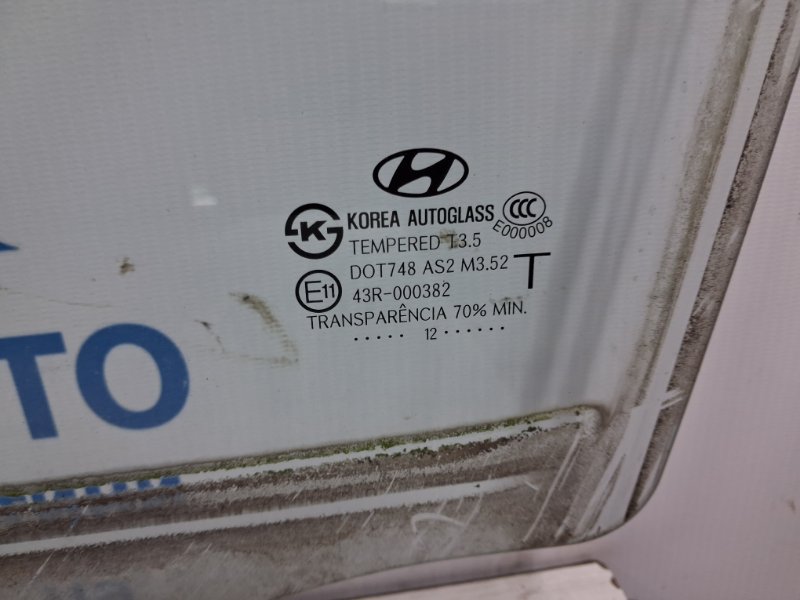 KOREA AUTOGLASS
CCC
E000008
K
TEMPERED T3.5
DOT748 AS2 M3.52
T
E11
43R-000382
TRANSPARÊNCIA 70% MIN.
..... 12 ......
TO